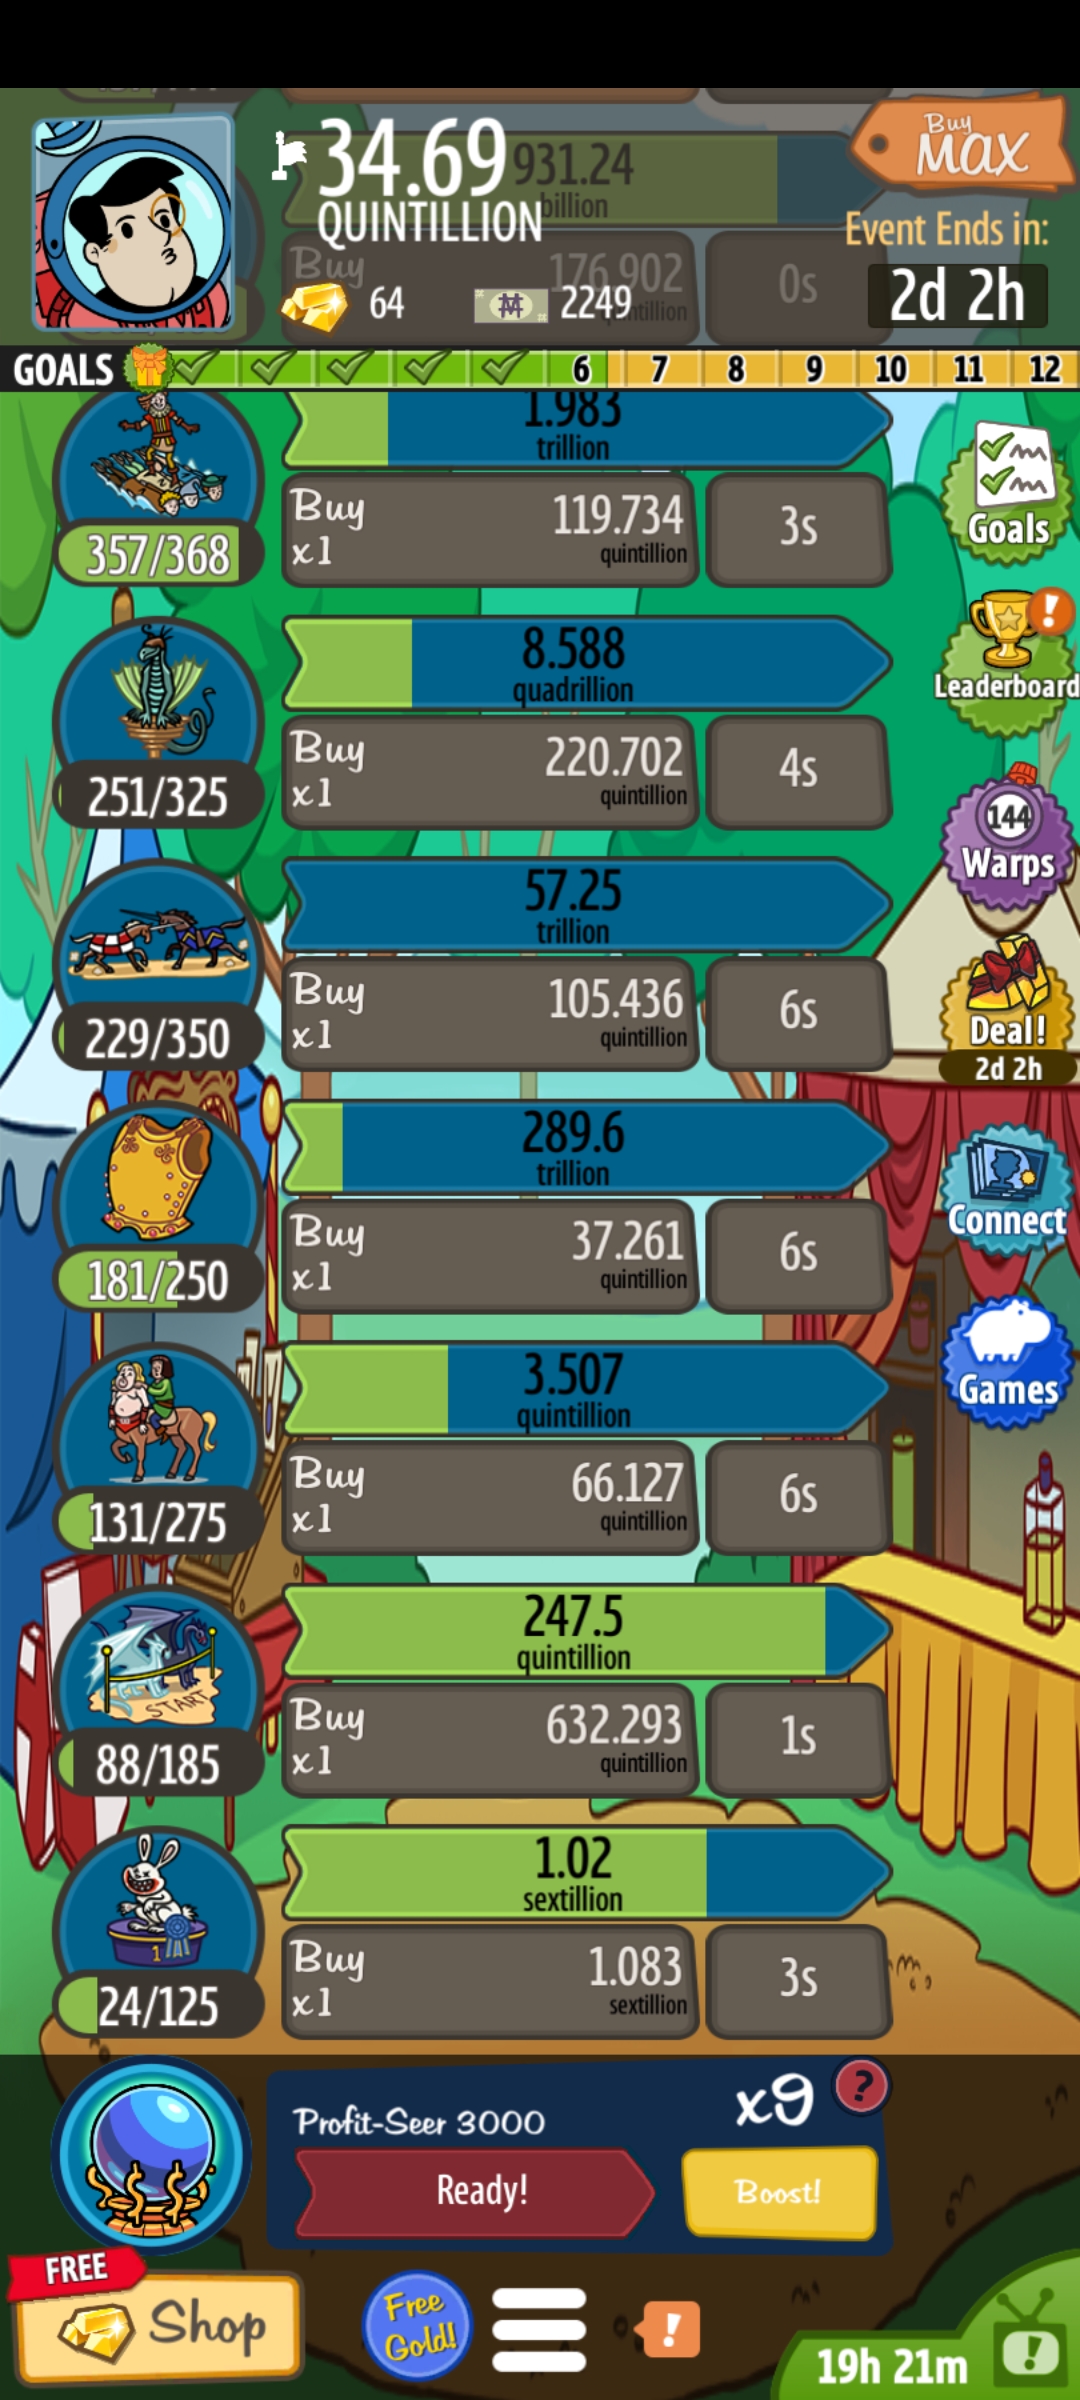 34.69
QUINTILLION
931.24
billion
Buy
MAX
Event Ends in:
2d 2h
Buy
176.902
0s
64
2249
GOALS 6 7 8 9 10 11 12
1.983
trillion
357/368
Buy
x1
119.734
quintillion
3s
Goals
8.588
quadrillion
251/325
Buy
x1
220.702
quintillion
4s
Leaderboard
144
Warps
57.25
trillion
229/350
Buy
x1
105.436
quintillion
6s
Deal!
2d 2h
289.6
trillion
181/250
Buy
x1
37.261
quintillion
6s
Connect
3.507
quintillion
131/275
Buy
x1
66.127
quintillion
6s
Games
247.5
quintillion
START
88/185
Buy
x1
632.293
quintillion
1s
1.02
sextillion
1
24/125
Buy
x1
1.083
sextillion
3s
Profit-Seer 3000
x9
?
Ready!
Boost!
FREE
Shop
Free
Gold!
!
19h 21m